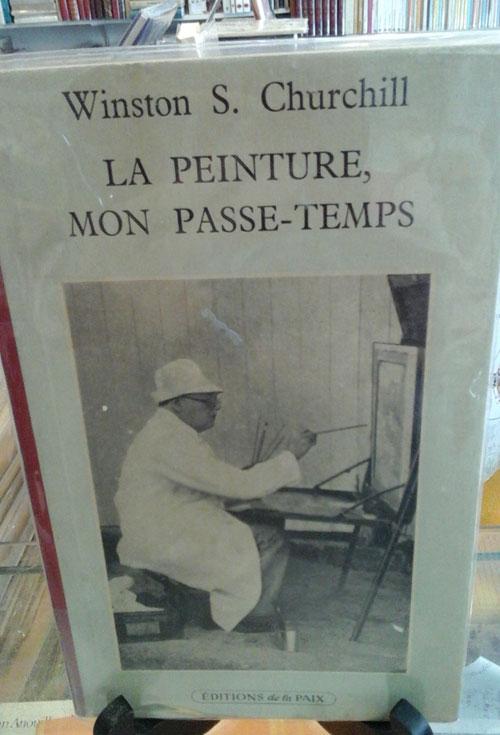 Winston S. Churchill
LA PEINTURE,
MON PASSE-TEMPS
ÉDITIONS de la PAIX